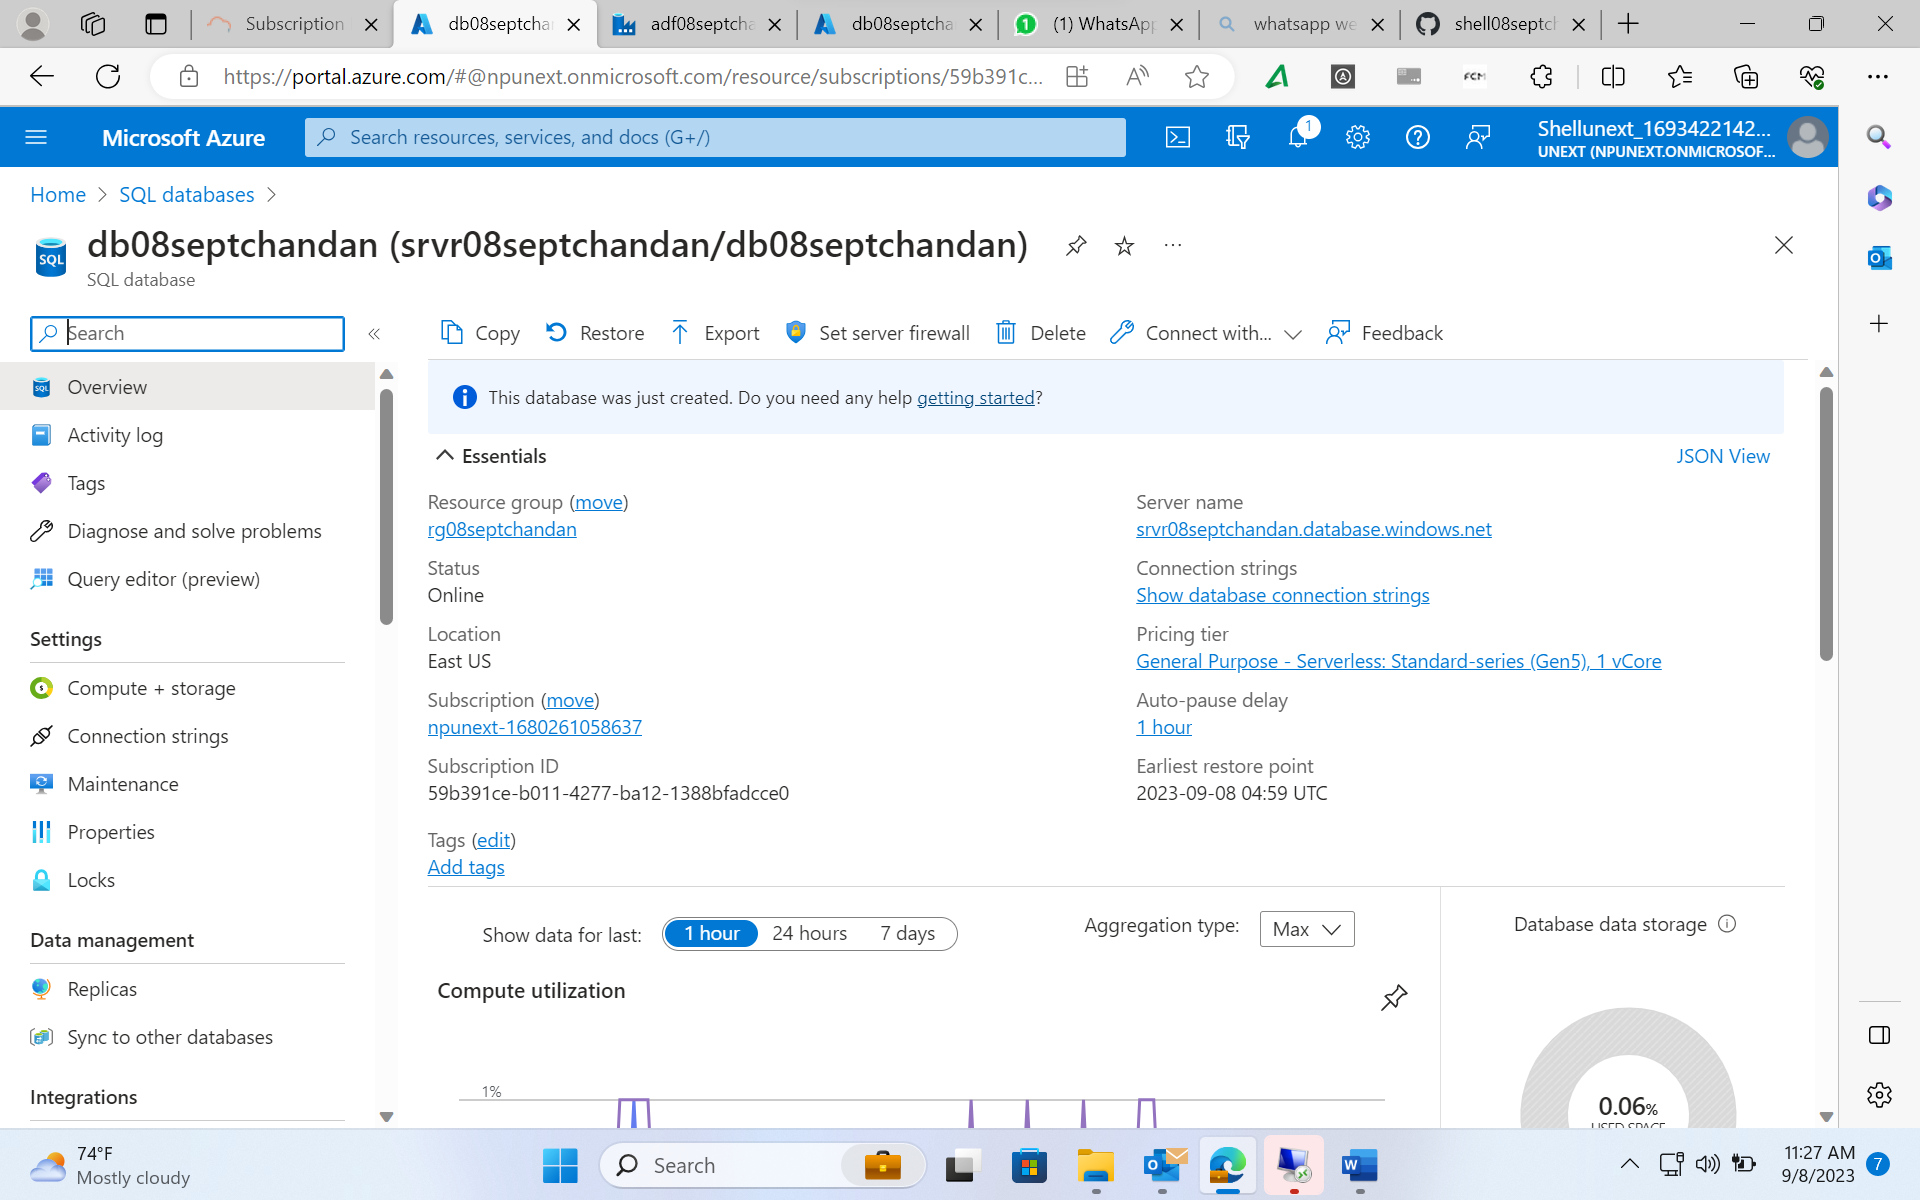 Subscription
db08septchan
adf08septcha
db08septcha
(1) WhatsApp
whatsapp we
shell08septch
https://portal.azure.com/#@npunext.onmicrosoft.com/resource/subscriptions/59b391c...
FCM
Microsoft Azure
Search resources, services, and docs (G+/)
1
Shellunext_1693422142...
UNEXT (NPUNEXT.ONMICROSOF...
Home > SQL databases >
SQL
db08septchandan (srvr08septchandan/db08septchandan)
SQL database
Search
Copy
Restore
Export
Set server firewall
Delete
Connect with...
Feedback
Overview
Activity log
Tags
Diagnose and solve problems
Query editor (preview)
Settings
Compute + storage
Connection strings
Maintenance
Properties
Locks
Data management
Replicas
Sync to other databases
Integrations
This database was just created. Do you need any help getting started?
Essentials
JSON View
Resource group (move)
rg08septchandan
Status
Online
Location
East US
Subscription (move)
npunext-1680261058637
Subscription ID
59b391ce-b011-4277-ba12-1388bfadcce0
Tags (edit)
Add tags
Server name
srvr08septchandan.database.windows.net
Connection strings
Show database connection strings
Pricing tier
General Purpose - Serverless: Standard-series (Gen5), 1 vCore
Auto-pause delay
1 hour
Earliest restore point
2023-09-08 04:59 UTC
Show data for last:
1 hour
24 hours
7 days
Aggregation type:
Max
Database data storage
Compute utilization
1%
0.06%
USED SPACE
74°F
Mostly cloudy
Search
11:27 AM
9/8/2023
7